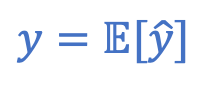 y = 𝔼[ŷ]